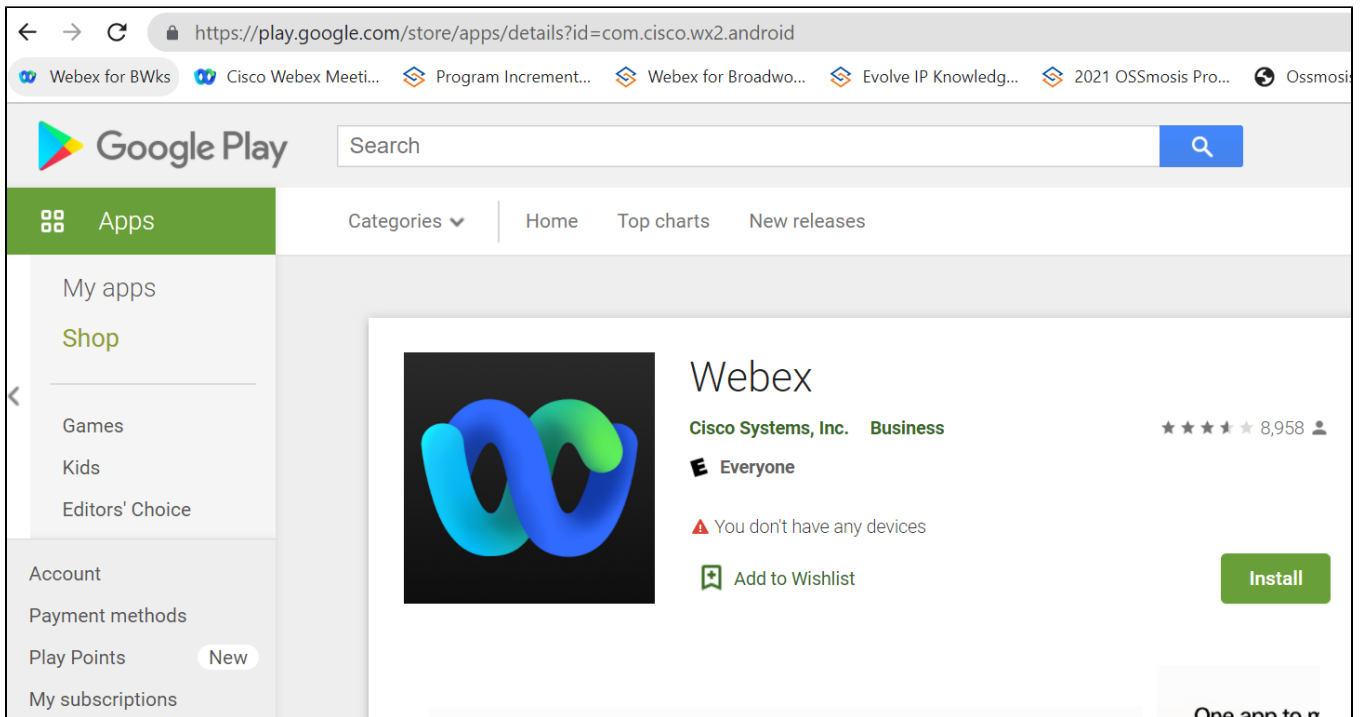 https://play.google.com/store/apps/details?id=com.cisco.wx2.android
Webex for BWks Cisco Webex Meeti... Program Increment... Webex for Broadwo... Evolve IP Knowledg... 2021 OSSmosis Pro... Ossmosis
Google Play Search
Apps Categories Home Top charts New releases
My apps
Shop
Games
Kids
Editors' Choice
Account
Payment methods
Play Points New
My subscriptions
Webex
Cisco Systems, Inc. Business 8,958
E Everyone
You don't have any devices
Add to Wishlist
Install
One app to